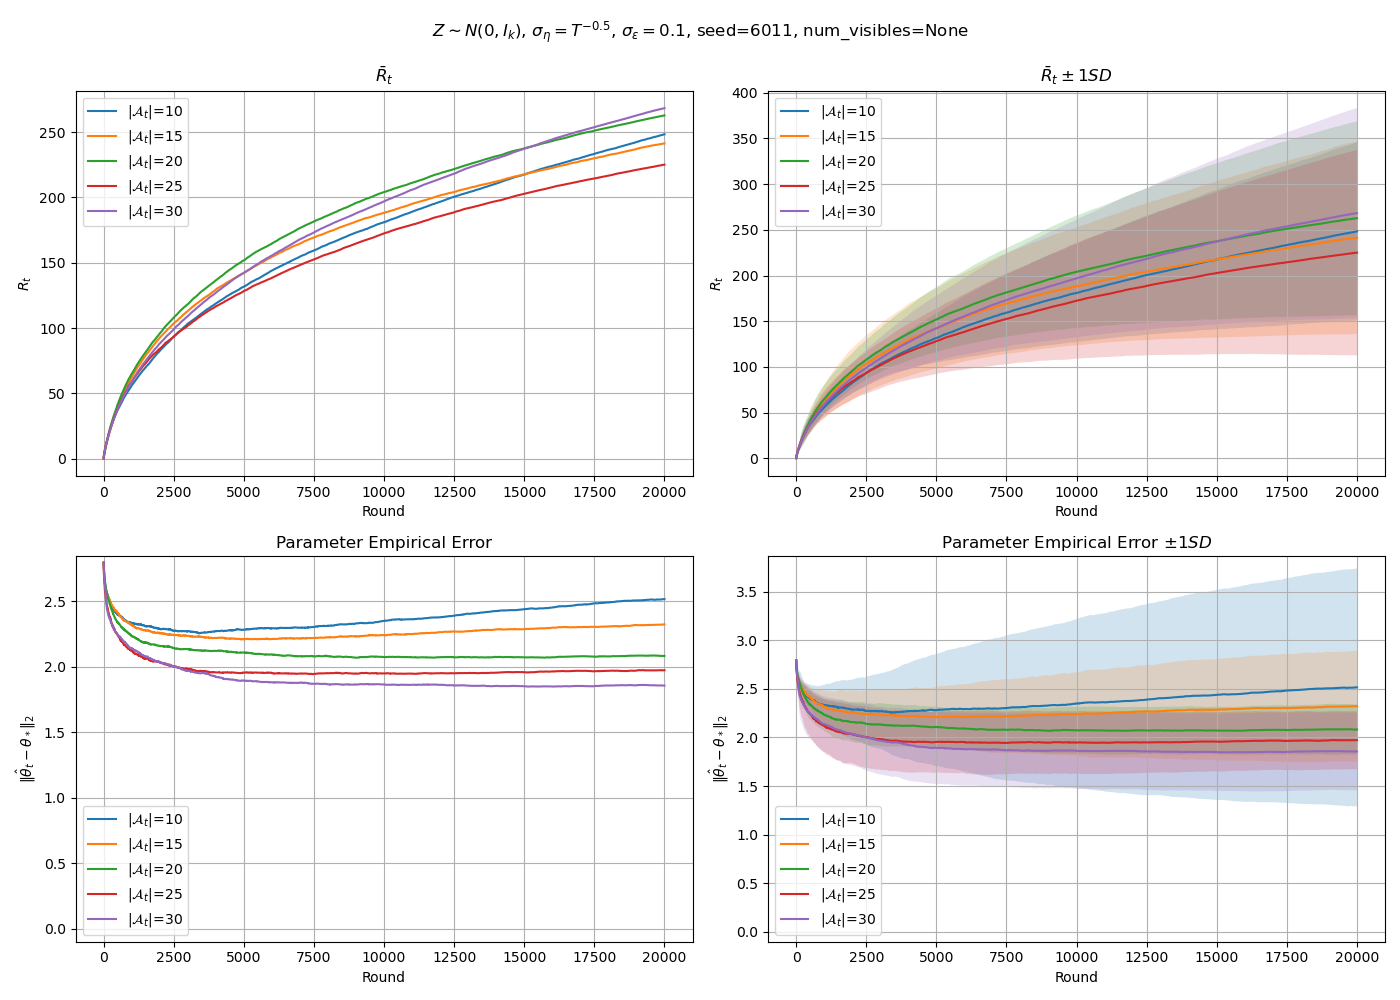 Z ~ N(0, I_k), σ_η = T^{-0.5}, σ_ε = 0.1, seed=6011, num_visibles=None
R̄_t
R_t
250
200
150
100
50
0
|𝒜_t|=10
|𝒜_t|=15
|𝒜_t|=20
|𝒜_t|=25
|𝒜_t|=30
0 2500 5000 7500 10000 12500 15000 17500 20000
Round
R̄_t ± 1SD
R_t
400
350
300
250
200
150
100
50
0
|𝒜_t|=10
|𝒜_t|=15
|𝒜_t|=20
|𝒜_t|=25
|𝒜_t|=30
0 2500 5000 7500 10000 12500 15000 17500 20000
Round
Parameter Empirical Error
‖θ̂_t − θ_*‖_2
2.5
2.0
1.5
1.0
0.5
0.0
|𝒜_t|=10
|𝒜_t|=15
|𝒜_t|=20
|𝒜_t|=25
|𝒜_t|=30
0 2500 5000 7500 10000 12500 15000 17500 20000
Round
Parameter Empirical Error ±1SD
‖θ̂_t − θ_*‖_2
3.5
3.0
2.5
2.0
1.5
1.0
0.5
0.0
|𝒜_t|=10
|𝒜_t|=15
|𝒜_t|=20
|𝒜_t|=25
|𝒜_t|=30
0 2500 5000 7500 10000 12500 15000 17500 20000
Round